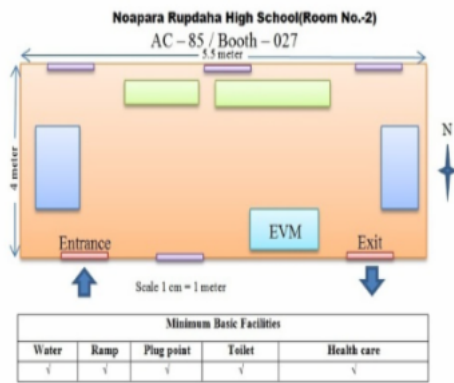 Noapara Rupdaha High School(Room No.-2)
AC – 85 / Booth – 027
5.5 meter
N
4 meter
EVM
Entrance
Exit
Scale 1 cm = 1 meter
Minimum Basic Facilities
Water Ramp Plug point Toilet Health care
√ √ √ √ √